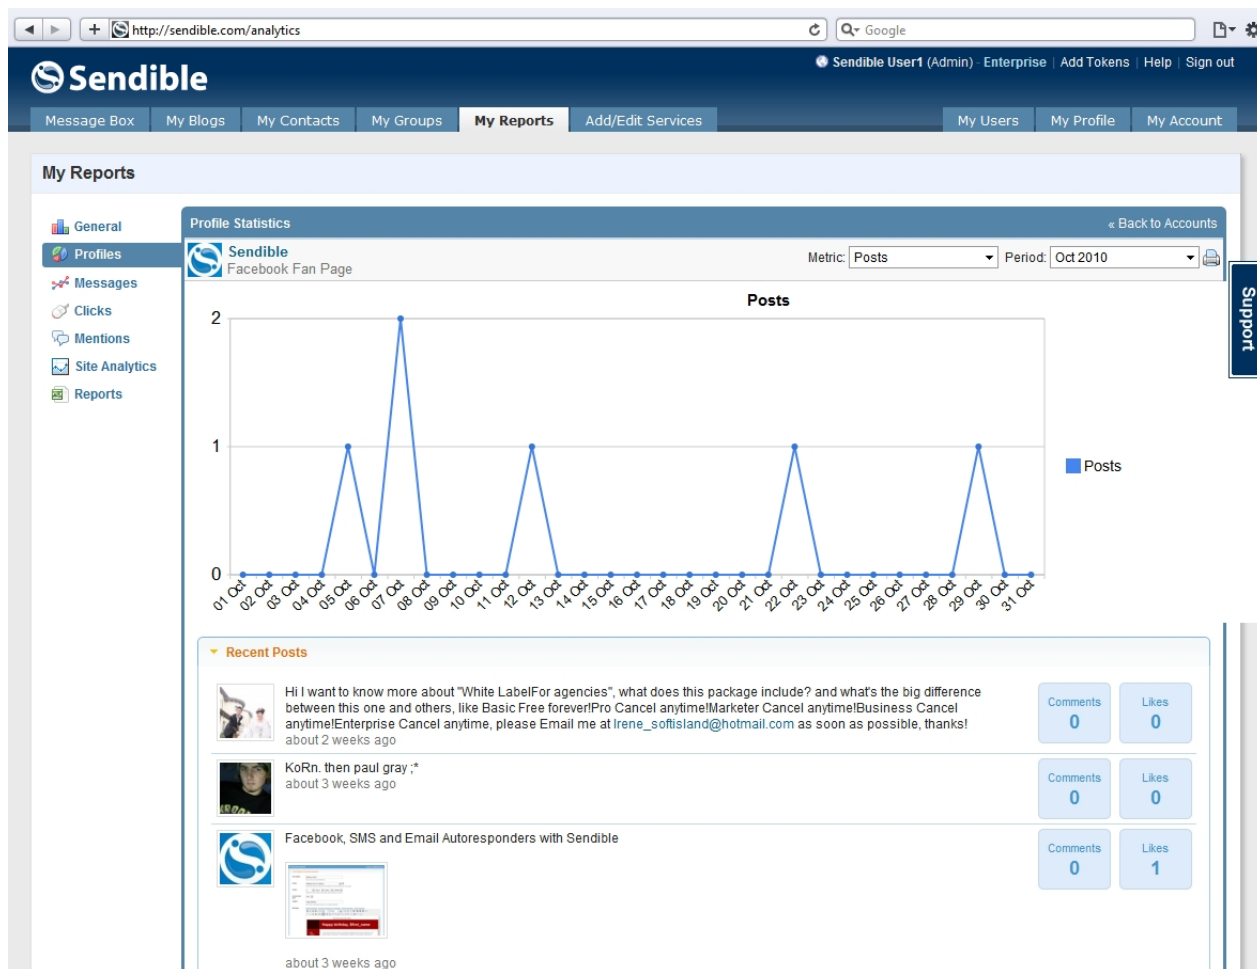 http://sendible.com/analytics
Google
Sendible
Sendible User1 (Admin) - Enterprise | Add Tokens | Help | Sign out
Message Box My Blogs My Contacts My Groups My Reports Add/Edit Services My Users My Profile My Account
My Reports
General
Profiles
Messages
Clicks
Mentions
Site Analytics
Reports
Profile Statistics « Back to Accounts
Sendible
Facebook Fan Page
Metric: Posts Period: Oct 2010
Support
Posts
2
1
0
01 Oct 02 Oct 03 Oct 04 Oct 05 Oct 06 Oct 07 Oct 08 Oct 09 Oct 10 Oct 11 Oct 12 Oct 13 Oct 14 Oct 15 Oct 16 Oct 17 Oct 18 Oct 19 Oct 20 Oct 21 Oct 22 Oct 23 Oct 24 Oct 25 Oct 26 Oct 27 Oct 28 Oct 29 Oct 30 Oct 31 Oct
Posts
Recent Posts
Hi I want to know more about "White LabelFor agencies", what does this package include? and what's the big difference
between this one and others, like Basic Free forever!Pro Cancel anytime!Marketer Cancel anytime!Business Cancel
anytime!Enterprise Cancel anytime, please Email me at Irene_softisland@hotmail.com as soon as possible, thanks!
about 2 weeks ago
Comments Likes
0 0
KoRn. then paul gray ;*
about 3 weeks ago
Comments Likes
0 0
Facebook, SMS and Email Autoresponders with Sendible
Comments Likes
0 1
about 3 weeks ago